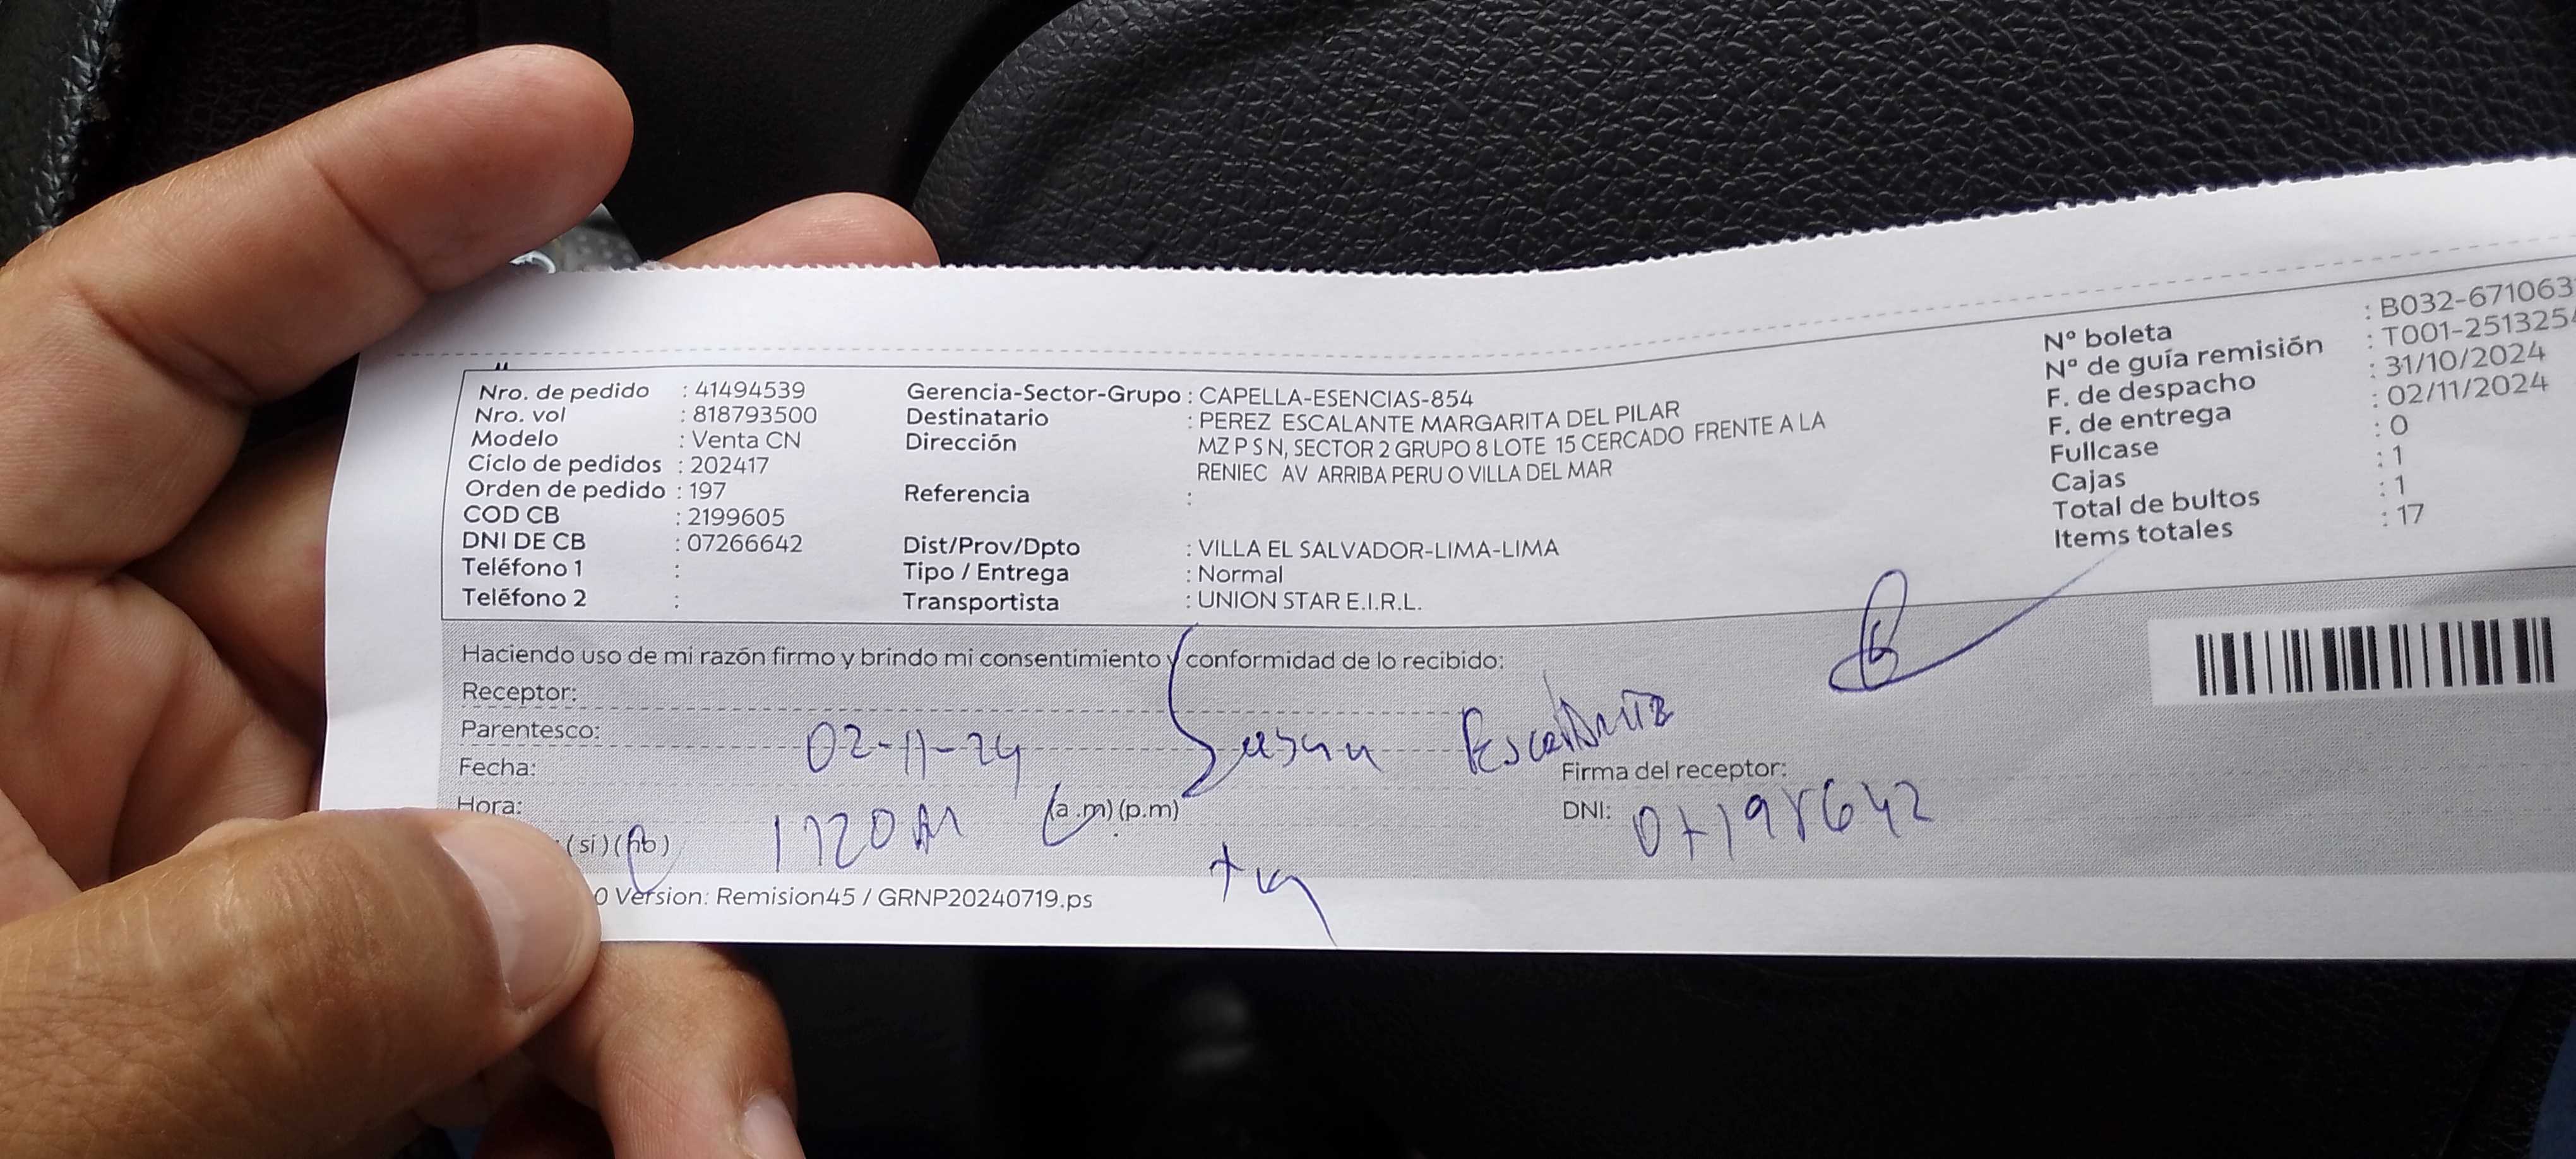 Nro. de pedido : 41494539
Nro. vol : 818793500
Modelo : Venta CN
Ciclo de pedidos : 202417
Orden de pedido : 197
COD CB : 2199605
DNI DE CB : 07266642
Teléfono 1 :
Teléfono 2 :
Gerencia-Sector-Grupo : CAPELLA-ESENCIAS-854
Destinatario : PEREZ ESCALANTE MARGARITA DEL PILAR
Dirección MZ P S N, SECTOR 2 GRUPO 8 LOTE 15 CERCADO FRENTE A LA
RENIEC AV ARRIBA PERU O VILLA DEL MAR
Referencia :
Dist/Prov/Dpto : VILLA EL SALVADOR-LIMA-LIMA
Tipo / Entrega : Normal
Transportista : UNION STAR E.I.R.L.
Nº boleta : B032-671063
Nº de guía remisión : T001-2513254
F. de despacho : 31/10/2024
F. de entrega : 02/11/2024
Fullcase : 0
Cajas : 1
Total de bultos : 1
Items totales : 17
Haciendo uso de mi razón firmo y brindo mi consentimiento y conformidad de lo recibido:
Receptor:
Parentesco: Susan
Fecha: 02-11-24
Firma del receptor:
Hora: (a.m) (p.m)
DNI:
(si) (no)
0 Version: Remision45 / GRNP20240719.ps